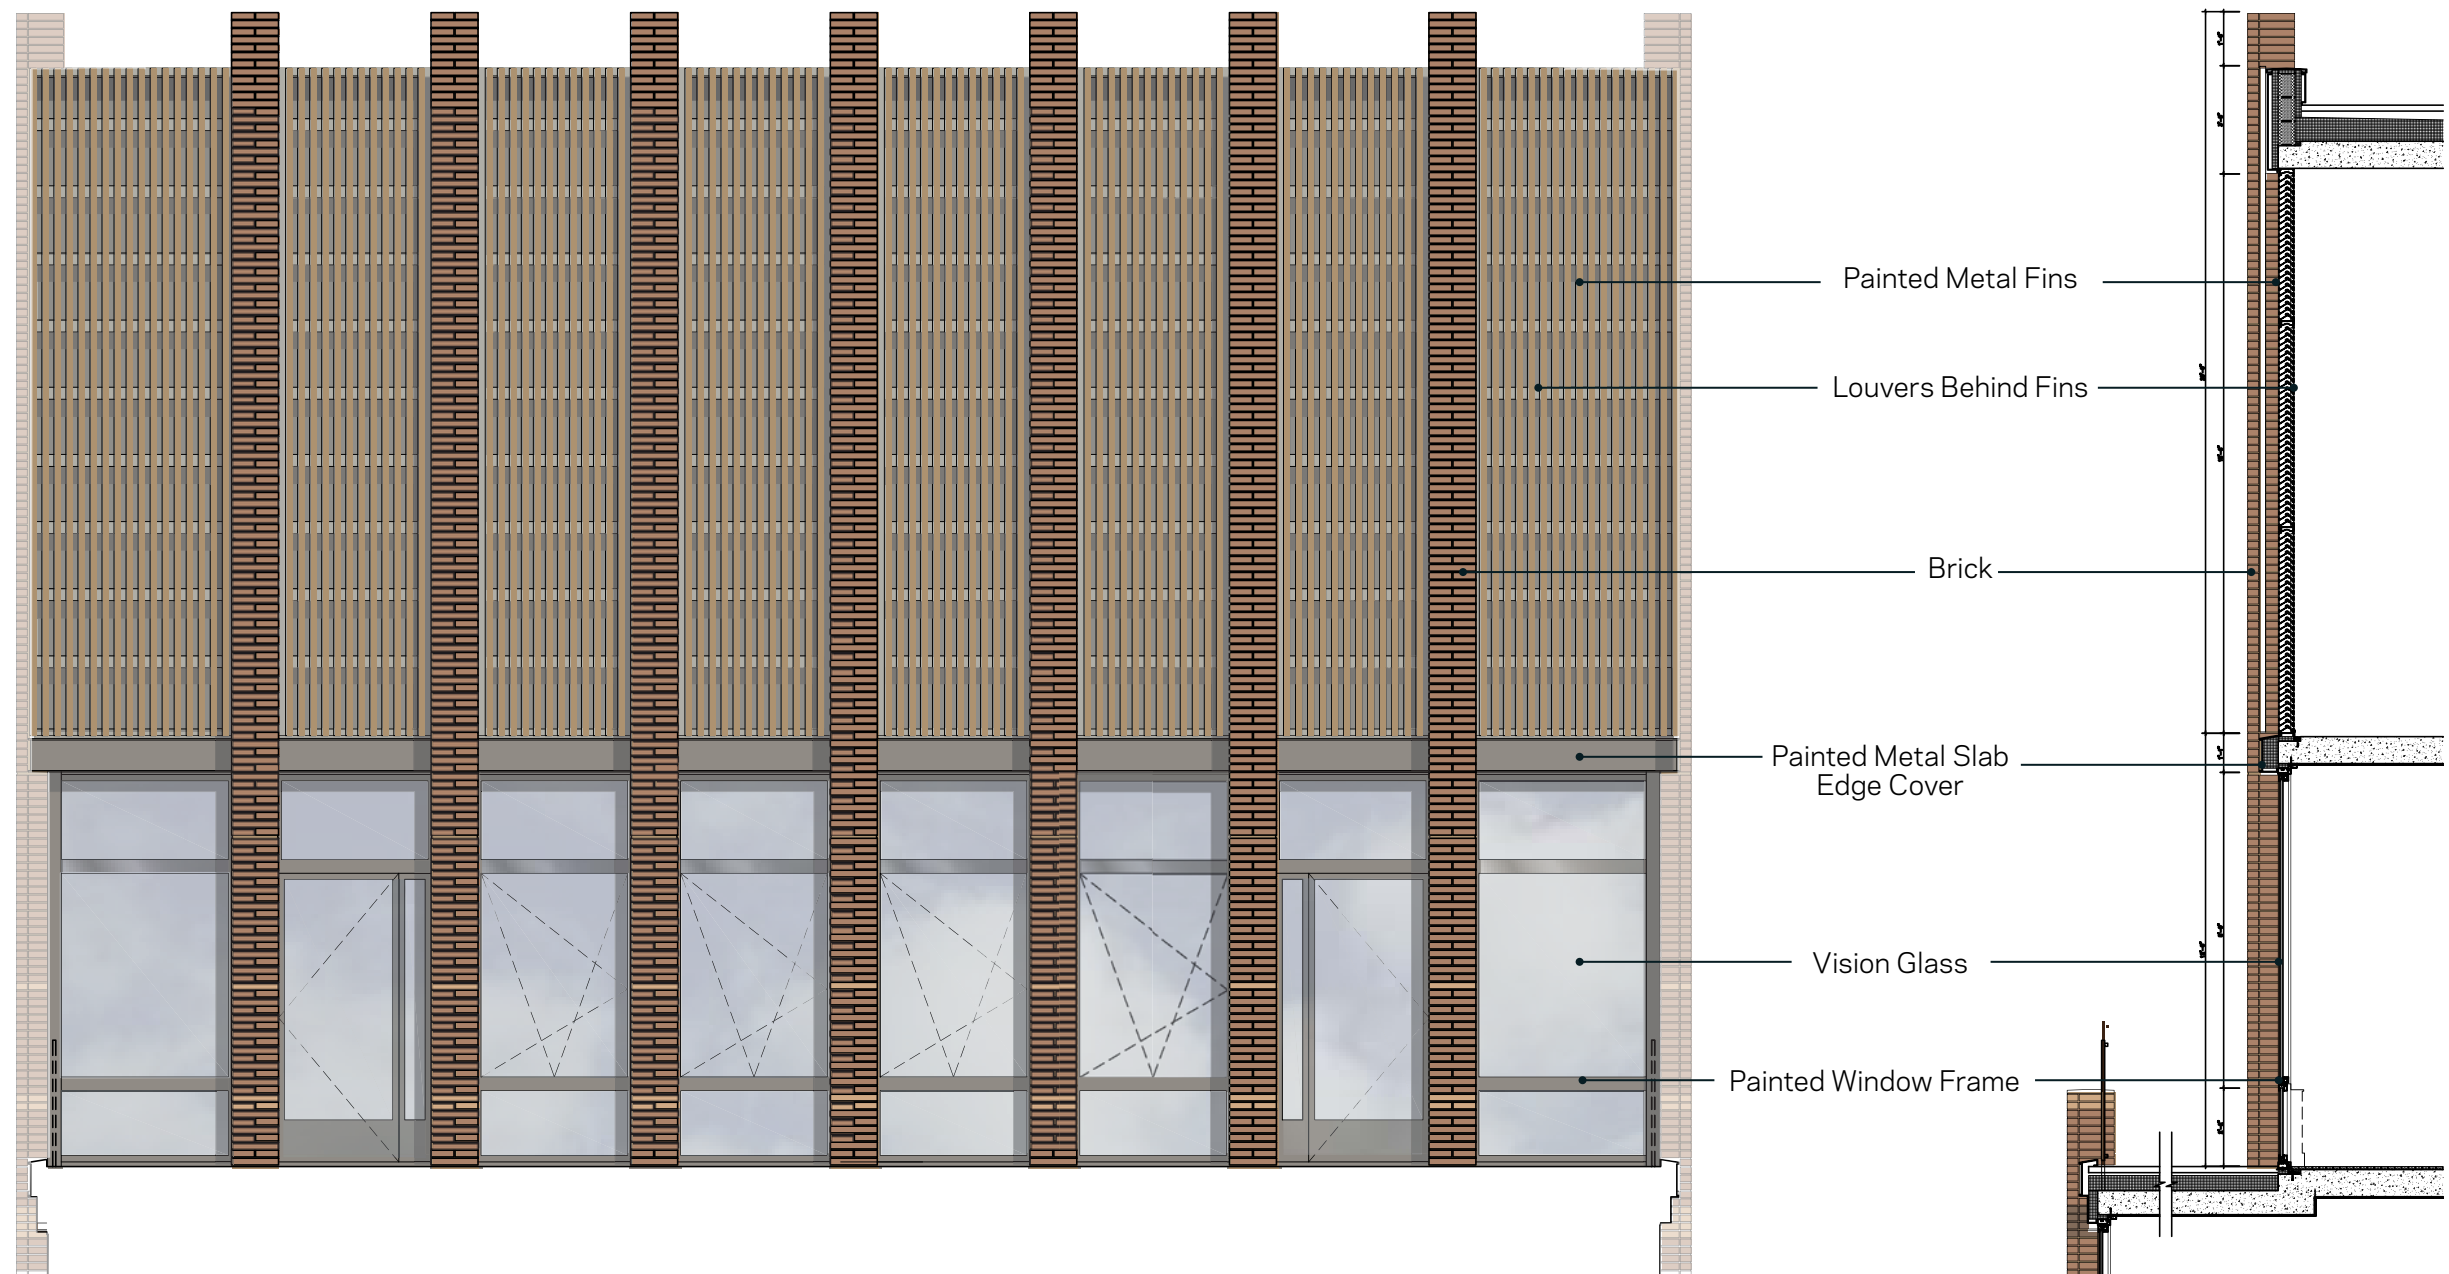 Painted Metal Fins
Louvers Behind Fins
Brick
Painted Metal Slab
Edge Cover
Vision Glass
Painted Window Frame